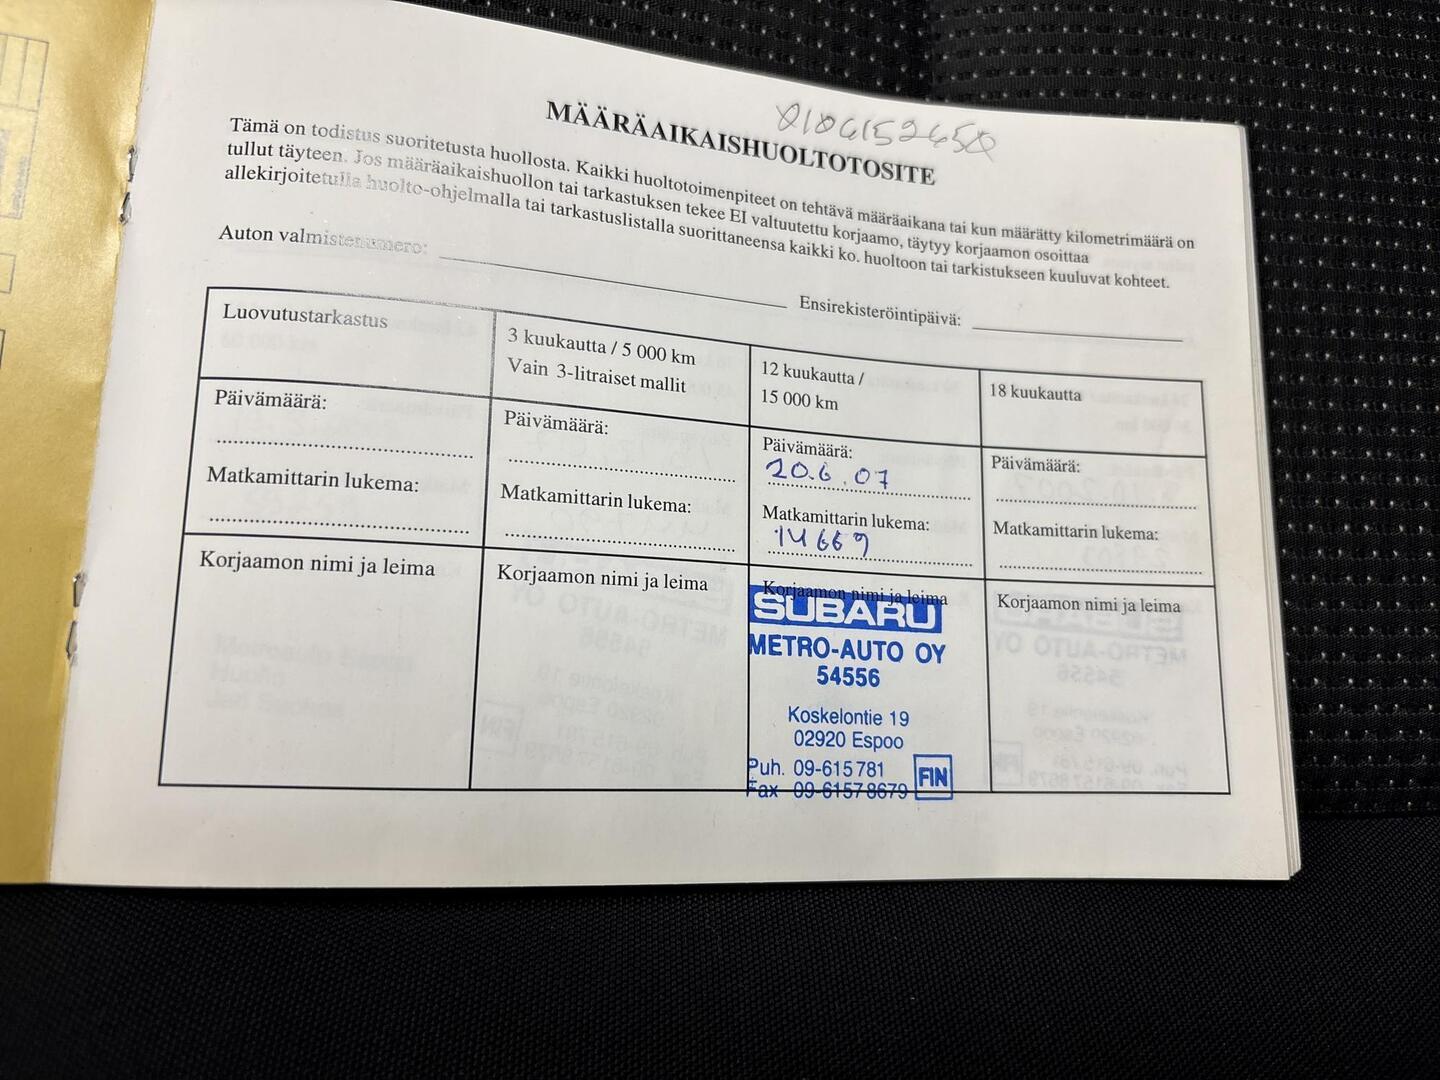 0106152650
MÄÄRÄAIKAISHUOLTOTOSITE
Tämä on todistus suoritetusta huollosta. Kaikki huoltotoimenpiteet on tehtävä määräaikana tai kun määrätty kilometrimäärä on
tullut täyteen. Jos määräaikaishuollon tai tarkastuksen tekee EI valtuutettu korjaamo, täytyy korjaamon osoittaa
allekirjoitetulla huolto-ohjelmalla tai tarkastuslistalla suorittaneensa kaikki ko. huoltoon tai tarkistukseen kuuluvat kohteet.
Auton valmistenumero:
Ensirekisteröintipäivä:
Luovutustarkastus
Päivämäärä:
Matkamittarin lukema:
Korjaamon nimi ja leima
3 kuukautta / 5 000 km
Vain 3-litraiset mallit
Päivämäärä:
Matkamittarin lukema:
Korjaamon nimi ja leima
12 kuukautta /
15 000 km
Päivämäärä:
20.6.07
Matkamittarin lukema:
14669
Korjaamon nimi ja leima
SUBARU
METRO-AUTO OY
54556
Koskelontie 19
02920 Espoo
Puh. 09-615 781
Fax 09-6157 8679
FIN
18 kuukautta
Päivämäärä:
Matkamittarin lukema:
Korjaamon nimi ja leima